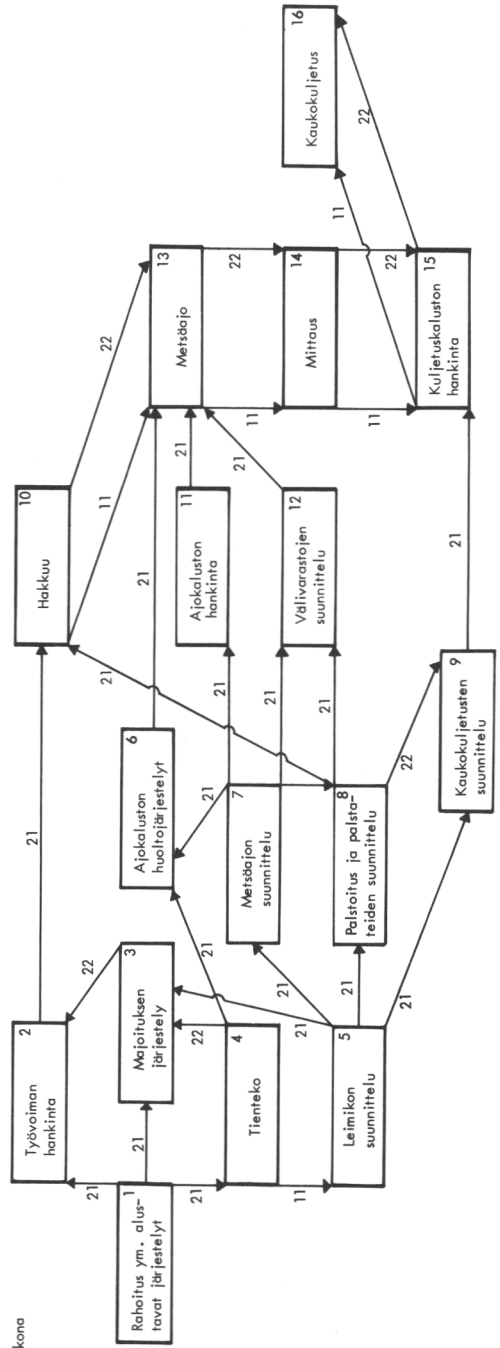 kona
Työvoiman
hankinta
2
21
Hakkuu
10
21
22
22
11
21
Rahoitus ym. alus-
tavat järjestelyt
1
21
21
Majoituksen
järjestely
3
Ajokaluston
huoltojärjestelyt
6
21
Metsäajo
13
Kaukokuljetus
16
22
21
21
Tienteko
4
21
Metsäajon
suunnittelu
7
21
Ajokaluston
hankinta
11
21
21
11
22
11
22
11
21
21
21
Välivarastojen
suunnittelu
12
Mittaus
14
Leimikon
suunnittelu
5
21
Palstoitus ja palsta-
teiden suunnittelu
8
21
11
22
21
22
Kaukokuljetusten
suunnittelu
9
21
Kuljetuskaluston
hankinta
15